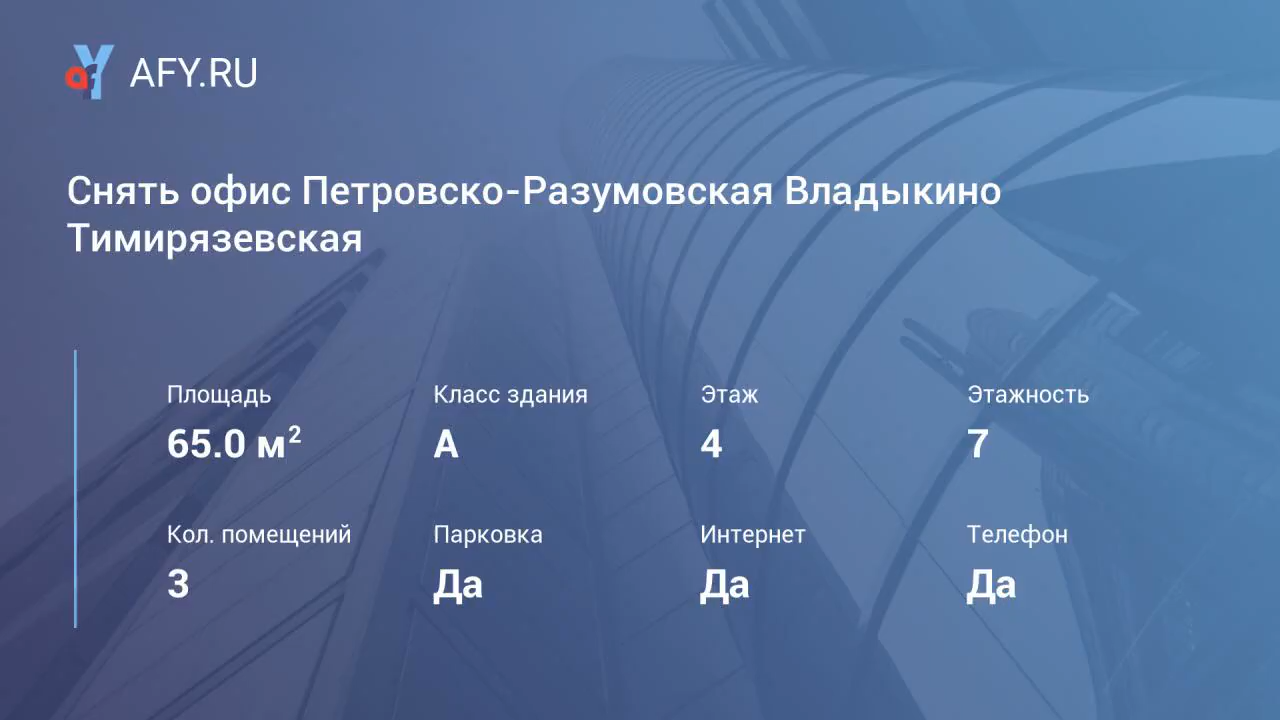 AFY.RU
Снять офис Петровско-Разумовская Владыкино
Тимирязевская
Площадь Класс здания Этаж Этажность
65.0 м² A 4 7
Кол. помещений Парковка Интернет Телефон
3 Да Да Да